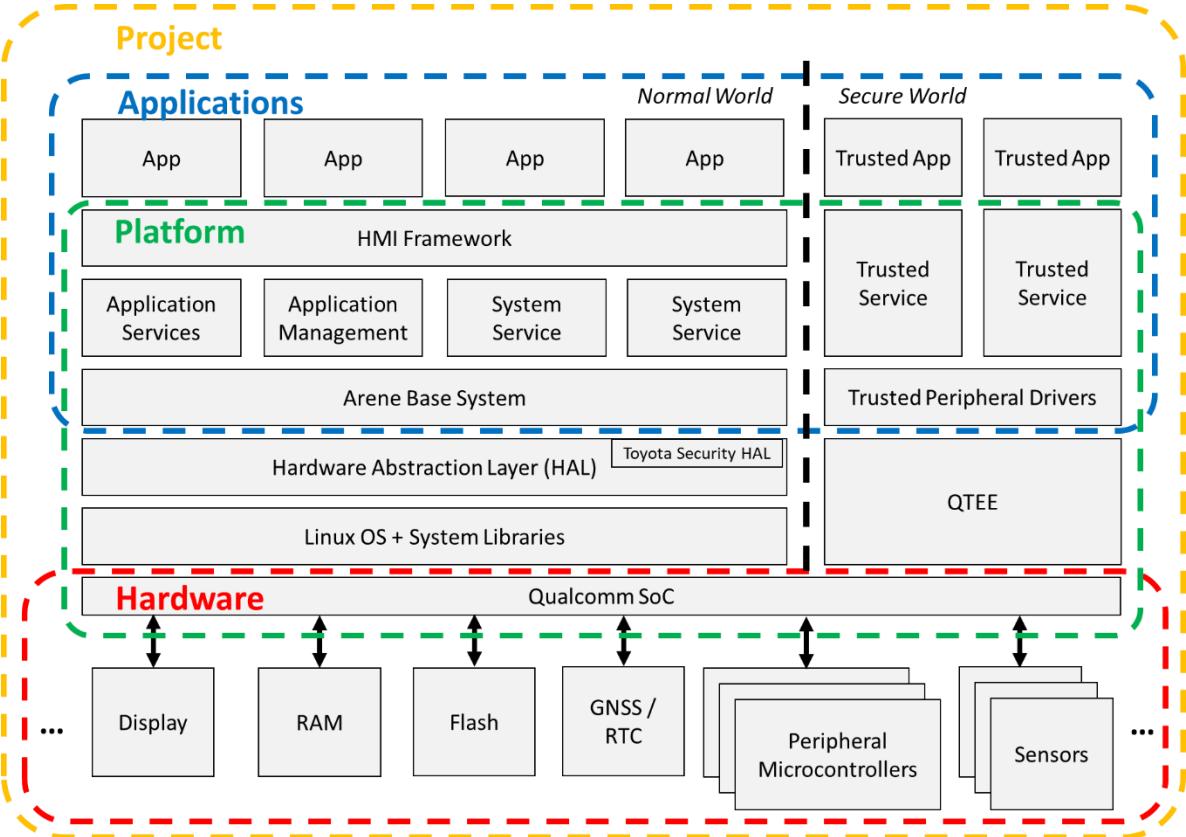 Project
Applications
Normal World
Secure World
App
App
App
App
Trusted App
Trusted App
Platform
HMI Framework
Application
Services
Application
Management
System
Service
System
Service
Trusted
Service
Trusted
Service
Arene Base System
Trusted Peripheral Drivers
Hardware Abstraction Layer (HAL)
Toyota Security HAL
QTEE
Linux OS + System Libraries
Hardware
Qualcomm SoC
...
Display
RAM
Flash
GNSS /
RTC
Peripheral
Microcontrollers
Sensors
...